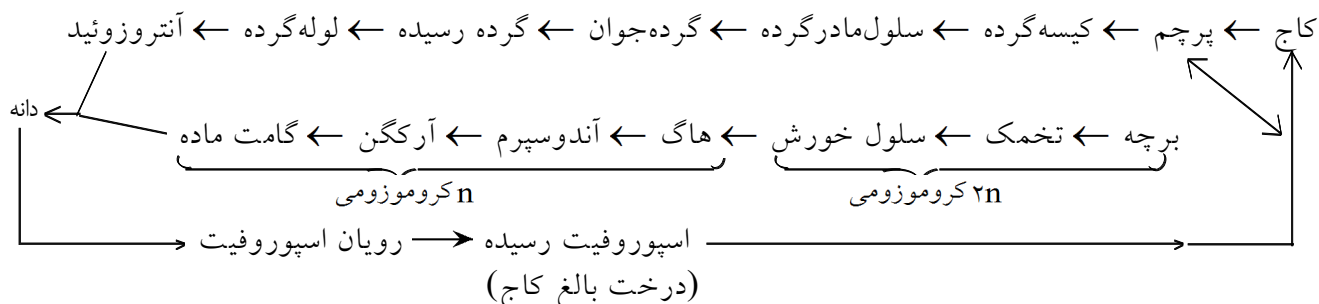 کاج ← پرچم ← کیسه‌گرده ← سلول‌مادرگرده ← گرده‌جوان ← گرده رسیده ← لوله‌گرده ← آنتروزوئید
دانه
برچه ← تخمک ← سلول خورش ← هاگ ← آندوسپرم ← آرکگن ← گامت ماده
۲n کروموزومی
n کروموزومی
اسپوروفیت رسیده
رویان اسپوروفیت
(درخت بالغ کاج)